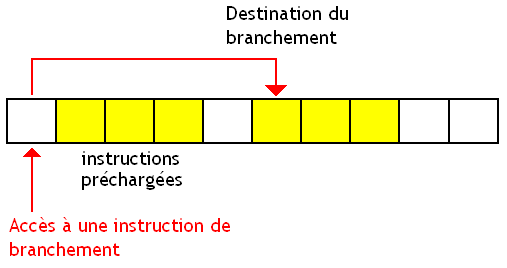 Destination du
branchement
instructions
préchargées
Accès à une instruction de
branchement